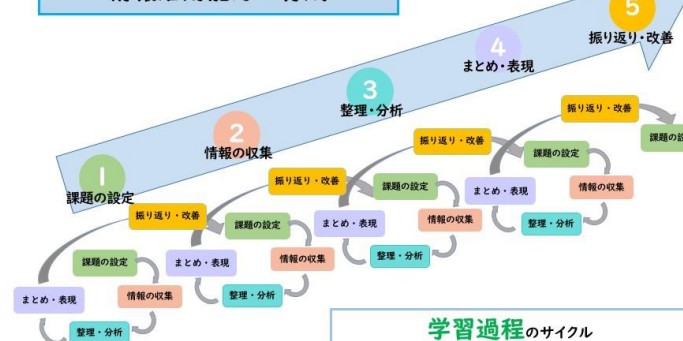 5
振り返り・改善
4
まとめ・表現
3
整理・分析
2
情報の収集
1
課題の設定
振り返り・改善
課題の設定
情報の収集
整理・分析
まとめ・表現
振り返り・改善
課題の設定
情報の収集
整理・分析
まとめ・表現
振り返り・改善
課題の設定
情報の収集
整理・分析
まとめ・表現
振り返り・改善
課題の設定
情報の収集
整理・分析
まとめ・表現
課題の設
学習過程のサイクル